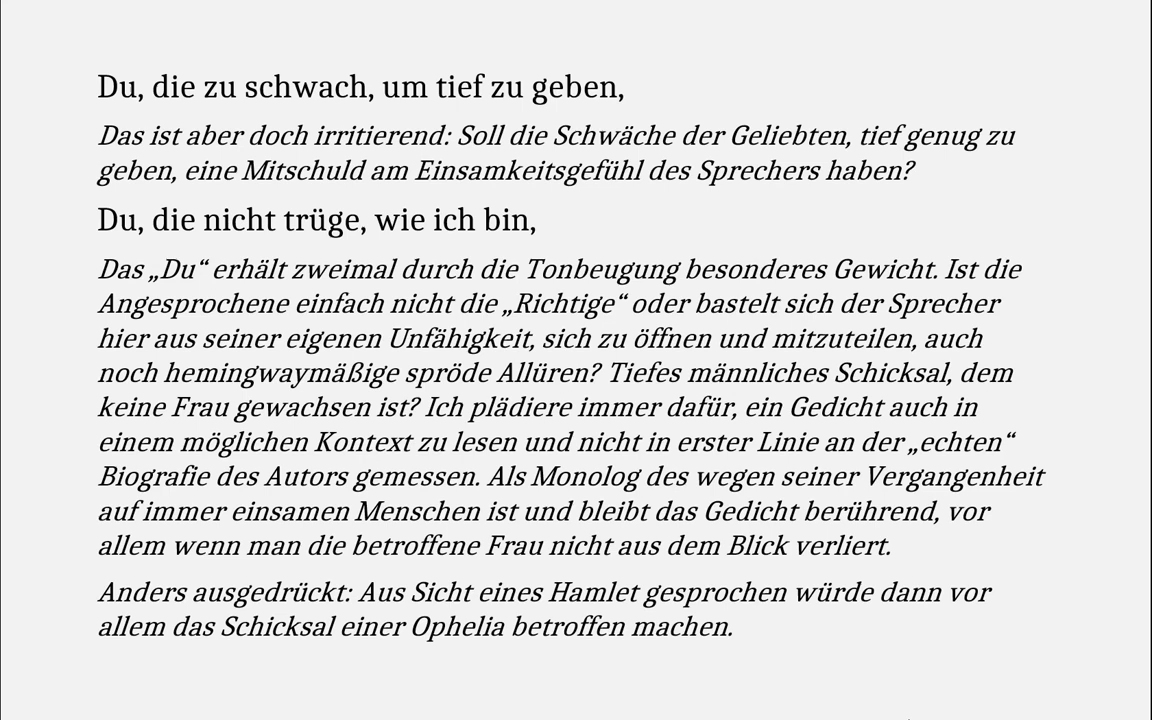 Du, die zu schwach, um tief zu geben,
Das ist aber doch irritierend: Soll die Schwäche der Geliebten, tief genug zu
geben, eine Mitschuld am Einsamkeitsgefühl des Sprechers haben?
Du, die nicht trüge, wie ich bin,
Das „Du“ erhält zweimal durch die Tonbeugung besonderes Gewicht. Ist die
Angesprochene einfach nicht die „Richtige“ oder bastelt sich der Sprecher
hier aus seiner eigenen Unfähigkeit, sich zu öffnen und mitzuteilen, auch
noch hemingwaymäßige spröde Allüren? Tiefes männliches Schicksal, dem
keine Frau gewachsen ist? Ich plädiere immer dafür, ein Gedicht auch in
einem möglichen Kontext zu lesen und nicht in erster Linie an der „echten“
Biografie des Autors gemessen. Als Monolog des wegen seiner Vergangenheit
auf immer einsamen Menschen ist und bleibt das Gedicht berührend, vor
allem wenn man die betroffene Frau nicht aus dem Blick verliert.
Anders ausgedrückt: Aus Sicht eines Hamlet gesprochen würde dann vor
allem das Schicksal einer Ophelia betroffen machen.